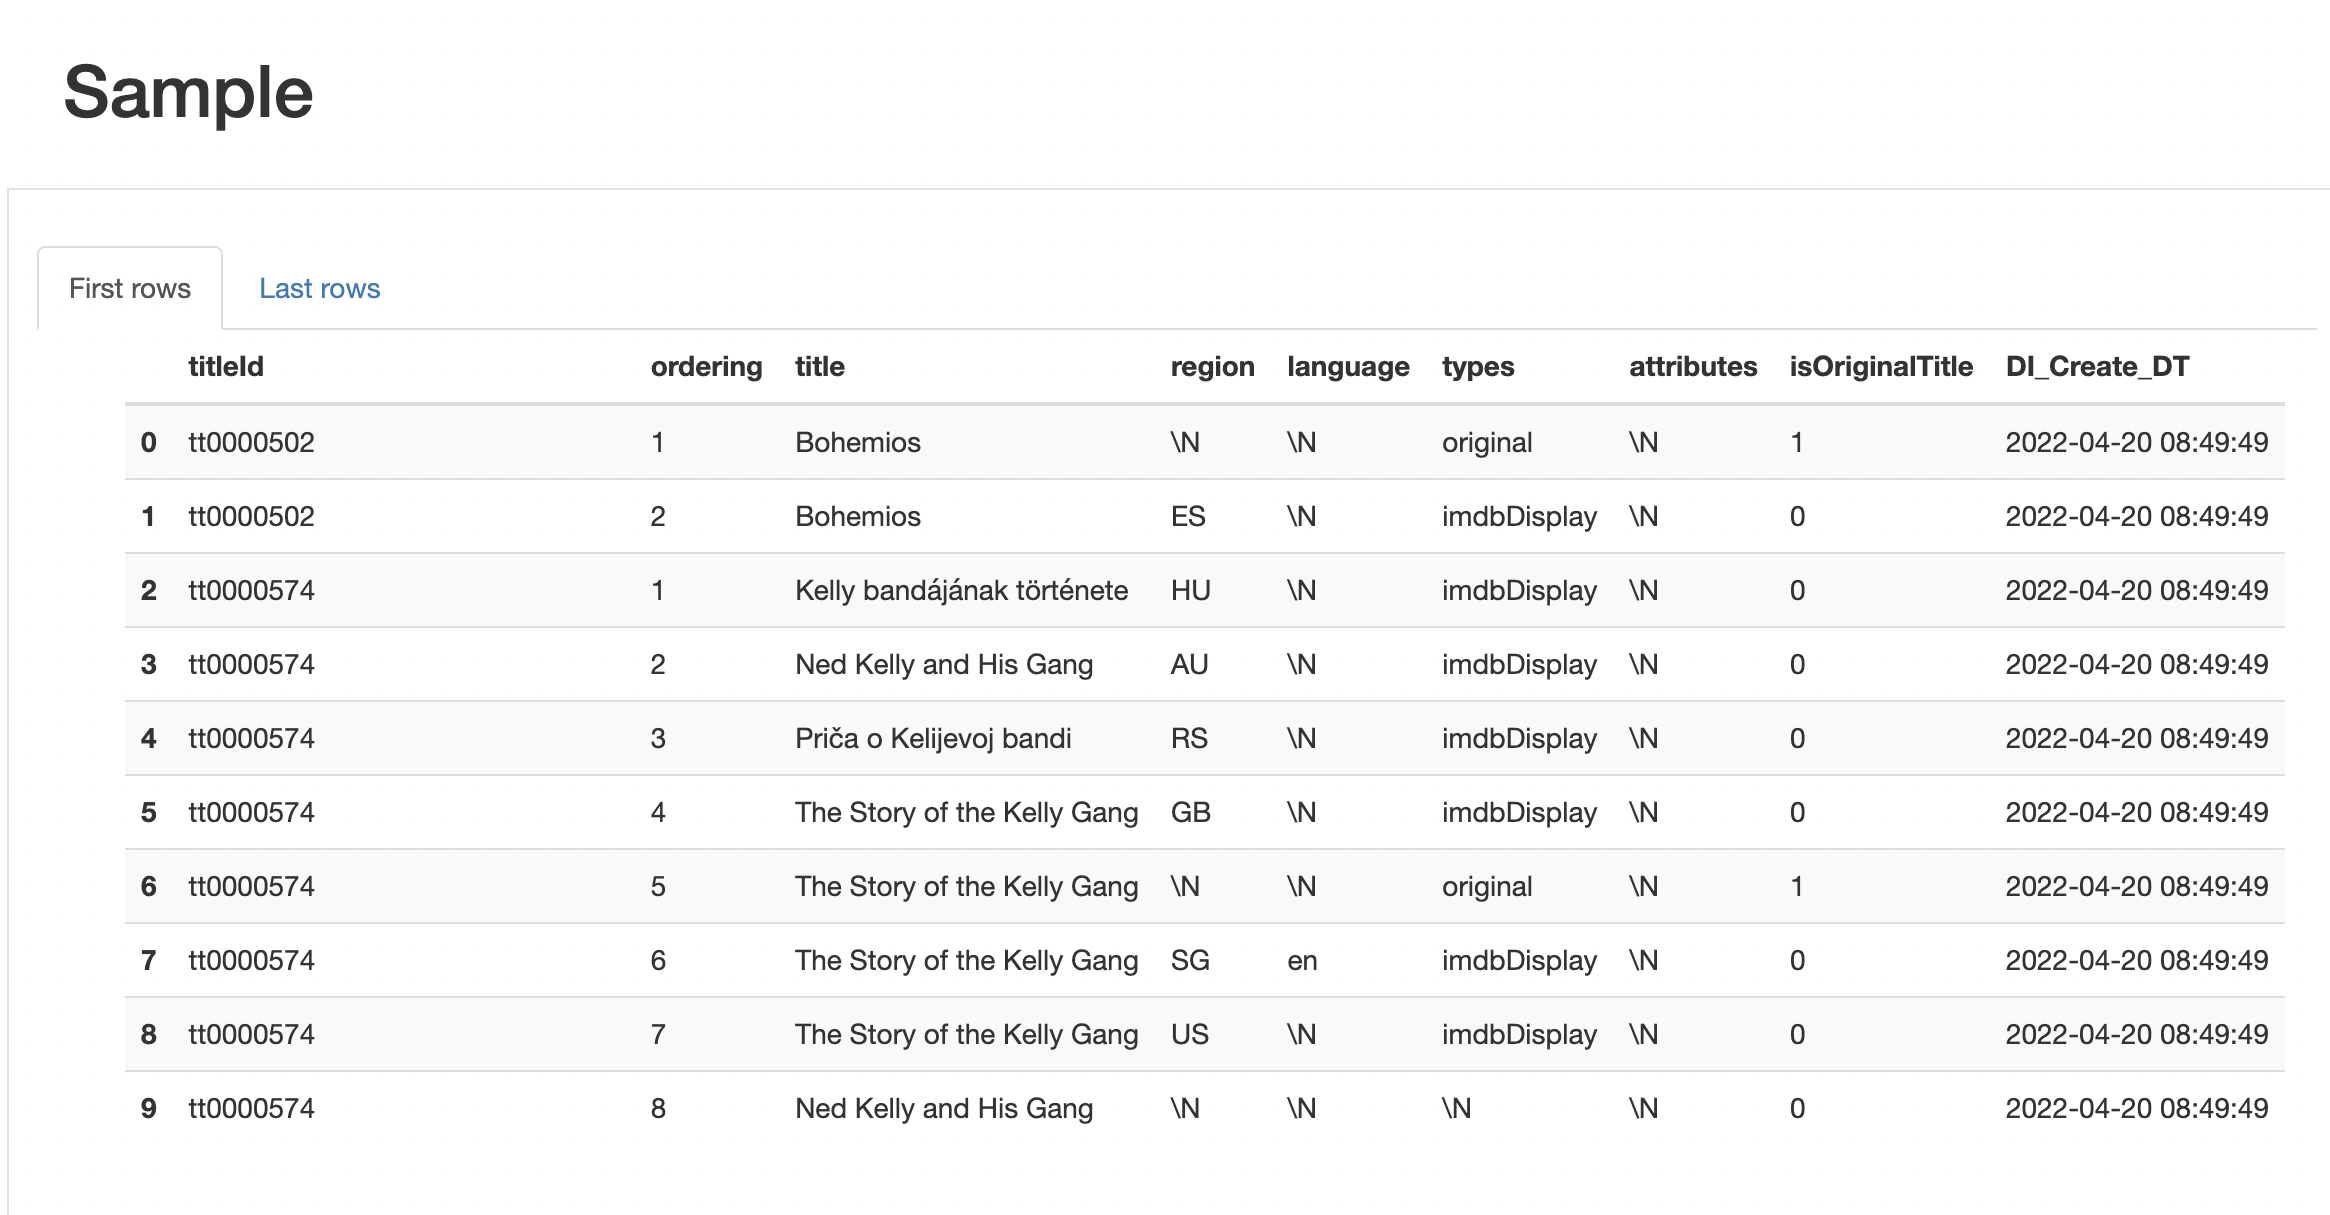 Sample
First rows Last rows
titleId ordering title region language types attributes isOriginalTitle DI_Create_DT
0 tt0000502 1 Bohemios \N \N original \N 1 2022-04-20 08:49:49
1 tt0000502 2 Bohemios ES \N imdbDisplay \N 0 2022-04-20 08:49:49
2 tt0000574 1 Kelly bandájának története HU \N imdbDisplay \N 0 2022-04-20 08:49:49
3 tt0000574 2 Ned Kelly and His Gang AU \N imdbDisplay \N 0 2022-04-20 08:49:49
4 tt0000574 3 Priča o Kelijevoj bandi RS \N imdbDisplay \N 0 2022-04-20 08:49:49
5 tt0000574 4 The Story of the Kelly Gang GB \N imdbDisplay \N 0 2022-04-20 08:49:49
6 tt0000574 5 The Story of the Kelly Gang \N \N original \N 1 2022-04-20 08:49:49
7 tt0000574 6 The Story of the Kelly Gang SG en imdbDisplay \N 0 2022-04-20 08:49:49
8 tt0000574 7 The Story of the Kelly Gang US \N imdbDisplay \N 0 2022-04-20 08:49:49
9 tt0000574 8 Ned Kelly and His Gang \N \N \N \N 0 2022-04-20 08:49:49